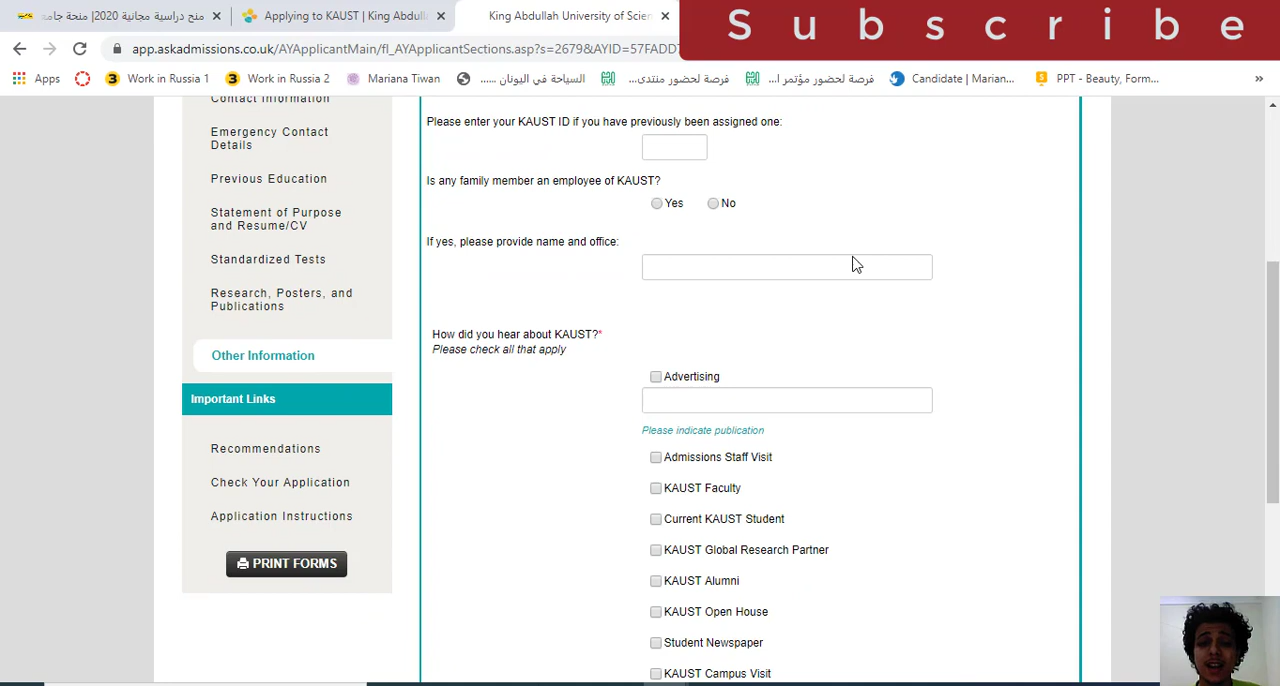 منح دراسية مجانية 2020| منحة جامع
Applying to KAUST | King Abdull
King Abdullah University of Scien
Subscribe
app.askadmissions.co.uk/AYApplicantMain/fl_AYApplicantSections.asp?s=2679&AYID=57FADD7
Apps
Work in Russia 1
Work in Russia 2
Mariana Tiwan
السياحة في اليونان ......
فرصة لحضور منتدى...
فرصة لحضور مؤتمر ا...
Candidate | Marian...
PPT - Beauty, Form...
»
Contact Information
Emergency Contact
Details
Previous Education
Statement of Purpose
and Resume/CV
Standardized Tests
Research, Posters, and
Publications
Other Information
Important Links
Recommendations
Check Your Application
Application Instructions
PRINT FORMS
Please enter your KAUST ID if you have previously been assigned one:
Is any family member an employee of KAUST?
Yes No
If yes, please provide name and office:
How did you hear about KAUST?*
Please check all that apply
Advertising
Please indicate publication
Admissions Staff Visit
KAUST Faculty
Current KAUST Student
KAUST Global Research Partner
KAUST Alumni
KAUST Open House
Student Newspaper
KAUST Campus Visit